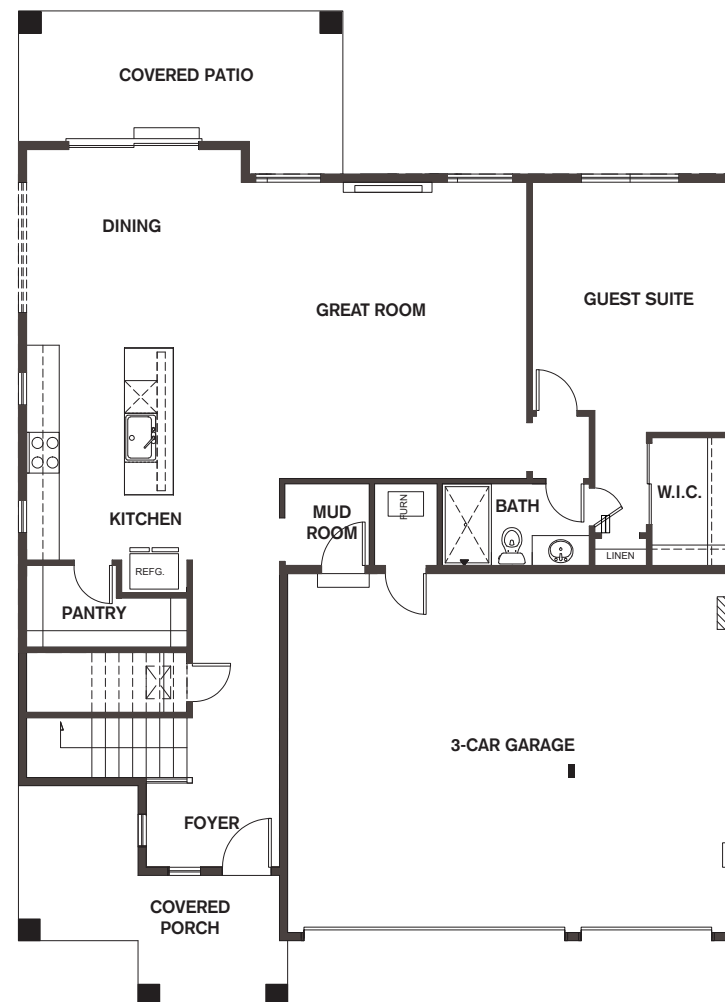 COVERED PATIO
DINING
GREAT ROOM
GUEST SUITE
KITCHEN
MUD
ROOM
FURN
BATH
W.I.C.
LINEN
REFG.
PANTRY
3-CAR GARAGE
FOYER
COVERED
PORCH